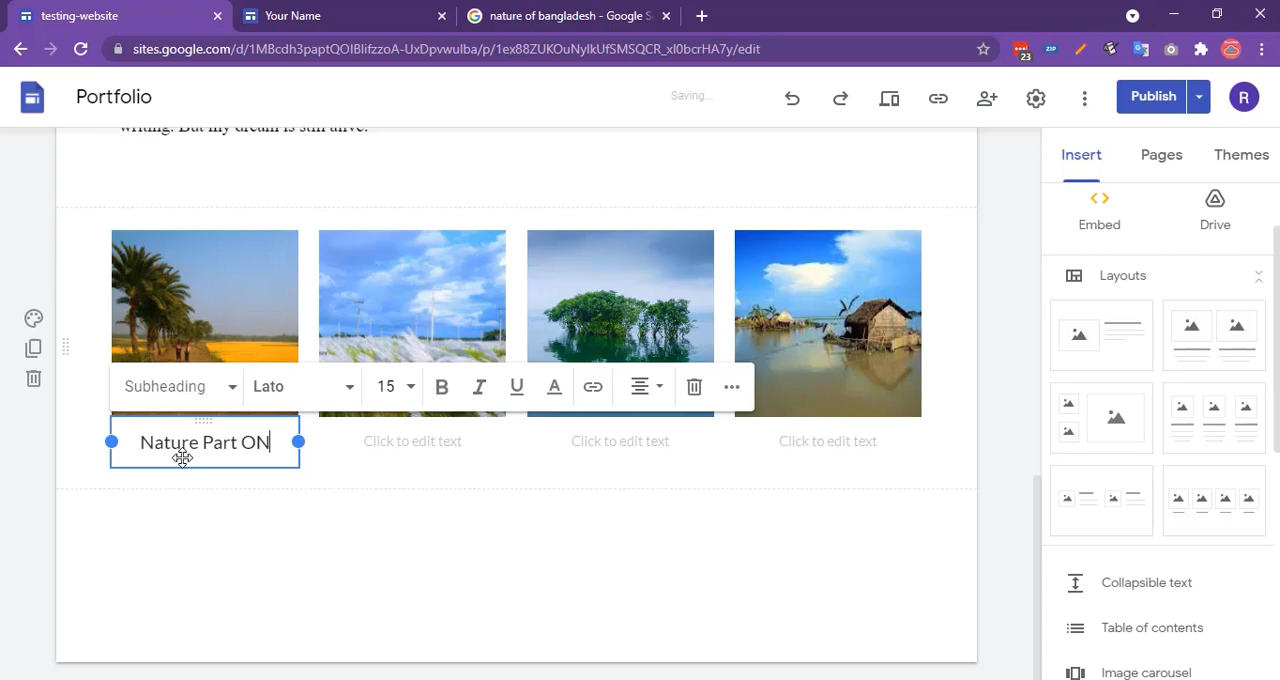 testing-website
Your Name
nature of bangladesh - Google S
sites.google.com/d/1MBcdh3paptQOIBlifzzoA-UxDpvwulba/p/1ex88ZUKOuNylkUfSMSQCR_xl0bcrHA7y/edit
23
ZIP
Portfolio
Saving...
Publish
R
writing. But my dream is still alive.
Insert
Pages
Themes
Embed
Drive
Layouts
Subheading
Lato
15
B
I
U
A
Nature Part ON
Click to edit text
Click to edit text
Click to edit text
Collapsible text
Table of contents
Image carousel